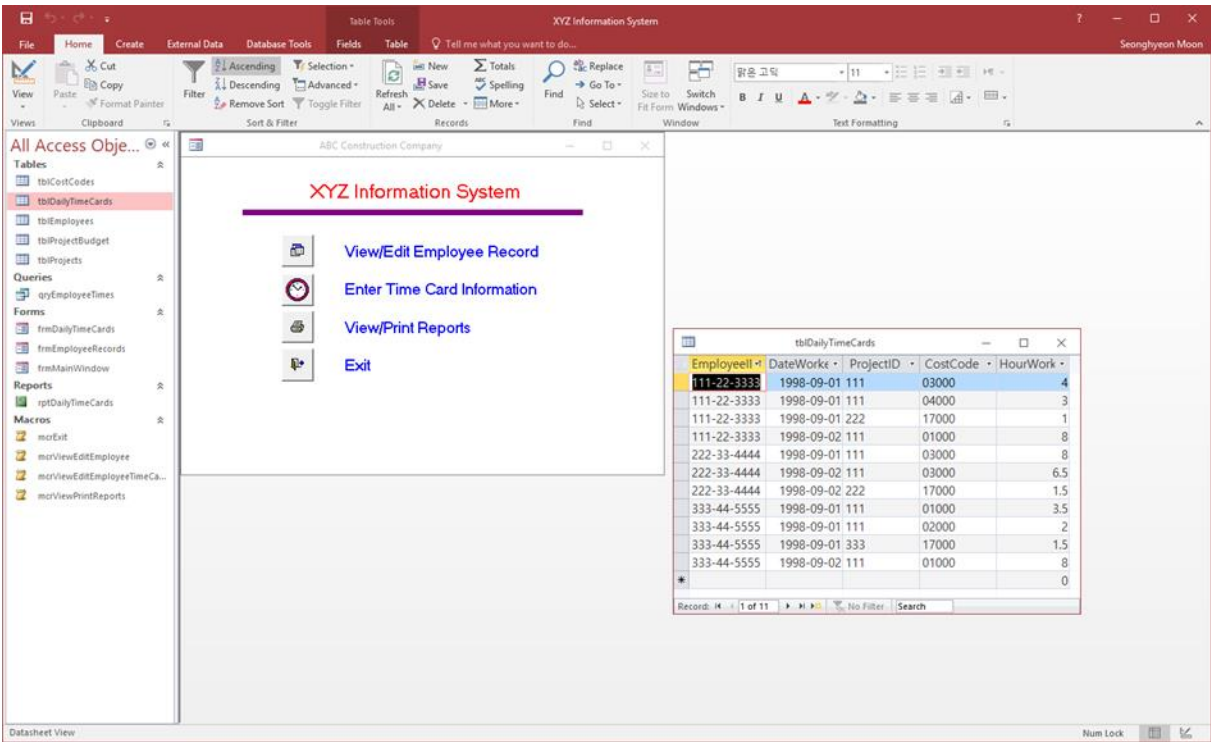 Table Tools
XYZ Information System
?
File Home Create External Data Database Tools Fields Table Tell me what you want to do... Seonghyeon Moon
View
Paste
Cut
Copy
Format Painter
Filter
Ascending
Descending
Remove Sort
Selection
Advanced
Toggle Filter
Refresh All
New
Save
Delete
Totals
Spelling
More
Find
Replace
Go To
Select
Size to Fit Form
Switch Windows
맑은 고딕 11
B I U A
Views Clipboard Sort & Filter Records Find Window Text Formatting
All Access Obje...
Tables
tblCostCodes
tblDailyTimeCards
tblEmployees
tblProjectBudget
tblProjects
Queries
qryEmployeeTimes
Forms
frmDailyTimeCards
frmEmployeeRecords
frmMainWindow
Reports
rptDailyTimeCards
Macros
mcrExit
mcrViewEditEmployee
mcrViewEditEmployeeTimeCa...
mcrViewPrintReports
ABC Construction Company
XYZ Information System
View/Edit Employee Record
Enter Time Card Information
View/Print Reports
Exit
tblDailyTimeCards
EmployeeII DateWorke ProjectID CostCode HourWork
111-22-3333 1998-09-01 111 03000 4
111-22-3333 1998-09-01 111 04000 3
111-22-3333 1998-09-01 222 17000 1
111-22-3333 1998-09-02 111 01000 8
222-33-4444 1998-09-01 111 03000 8
222-33-4444 1998-09-02 111 03000 6.5
222-33-4444 1998-09-02 222 17000 1.5
333-44-5555 1998-09-01 111 01000 3.5
333-44-5555 1998-09-01 111 02000 2
333-44-5555 1998-09-01 333 17000 1.5
333-44-5555 1998-09-02 111 01000 8
* 0
Record: 1 of 11 No Filter Search
Datasheet View Num Lock